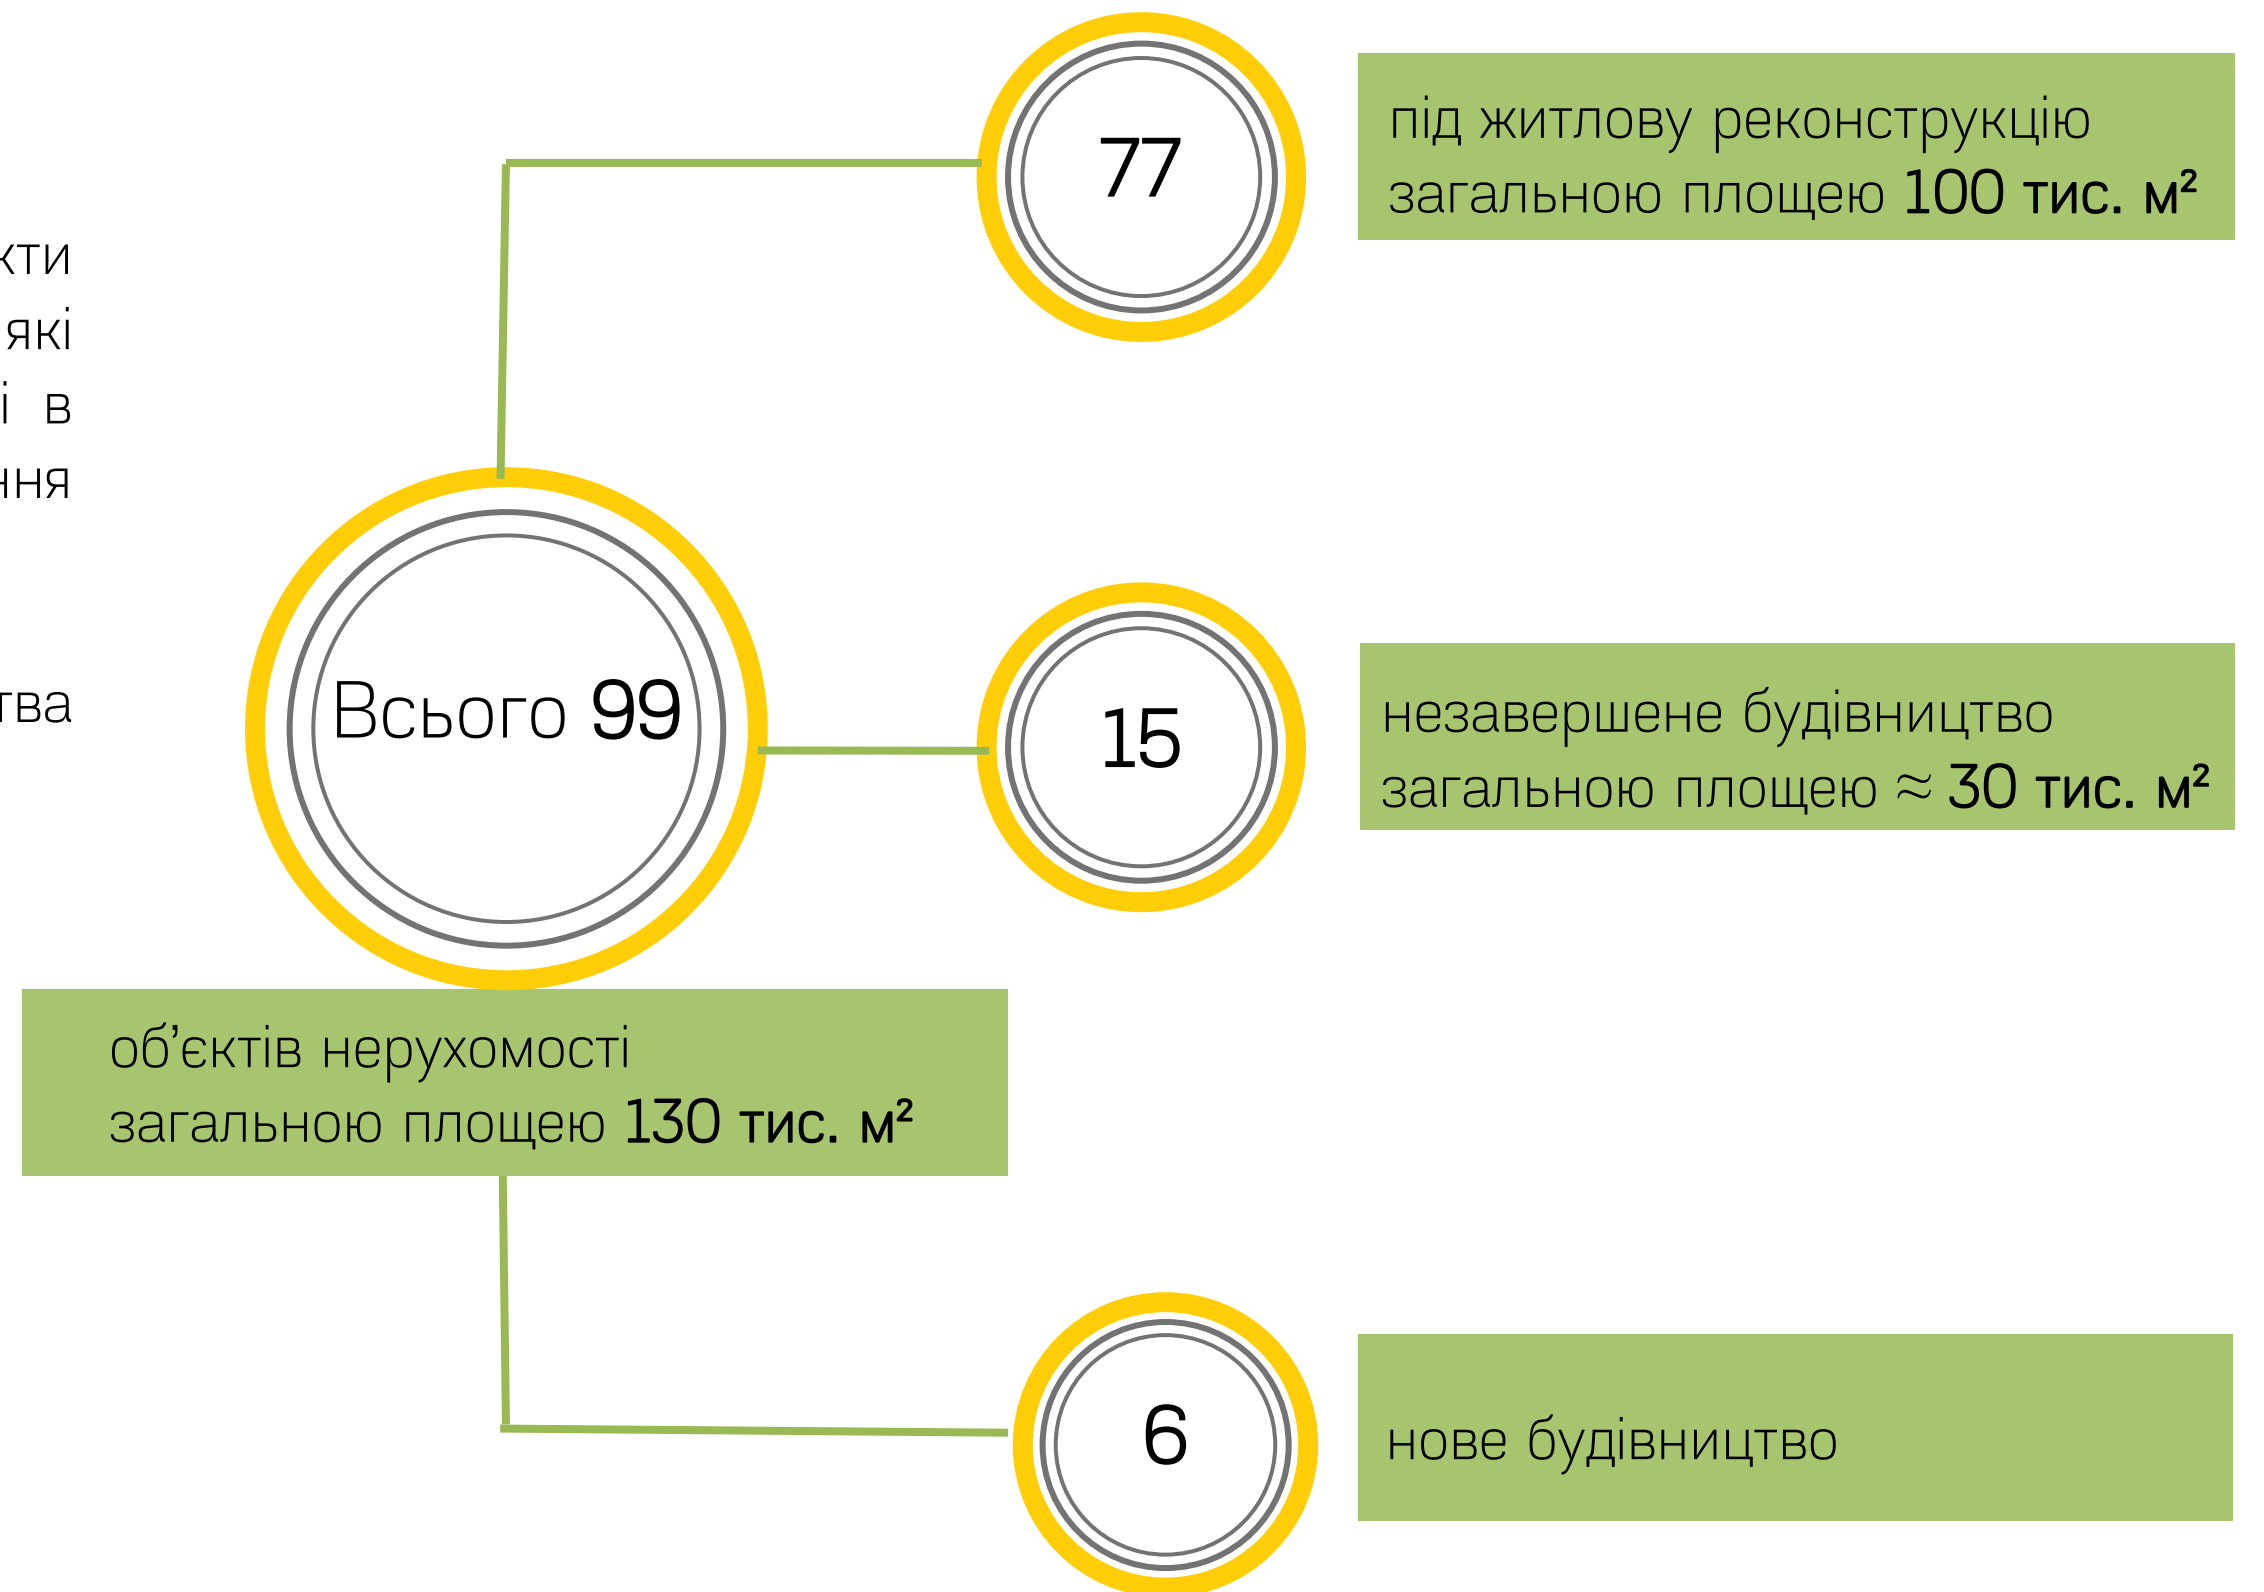 77
під житлову реконструкцію
загальною площею 100 тис. м²
які
і в
Всього 99
15
незавершене будівництво
загальною площею ≈ 30 тис. м²
об’єктів нерухомості
загальною площею 130 тис. м²
6
нове будівництво